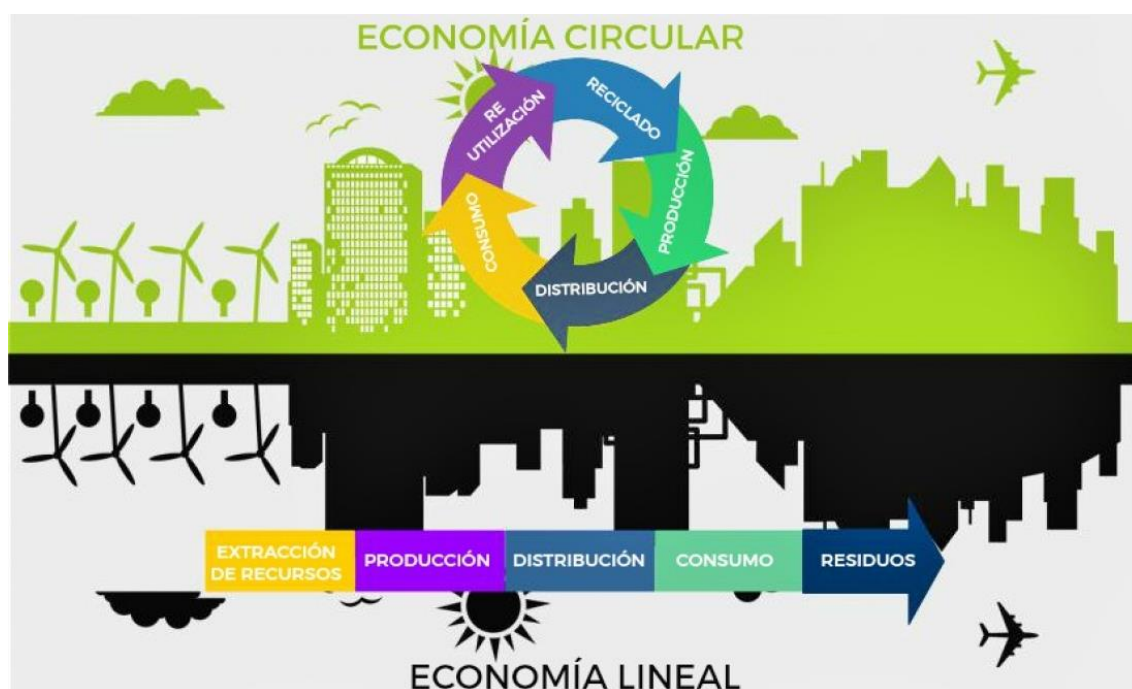 ECONOMÍA CIRCULAR
RE
UTILIZACIÓN
RECICLADO
PRODUCCIÓN
DISTRIBUCIÓN
CONSUMO
EXTRACCIÓN
DE RECURSOS
PRODUCCIÓN
DISTRIBUCIÓN
CONSUMO
RESIDUOS
ECONOMÍA LINEAL